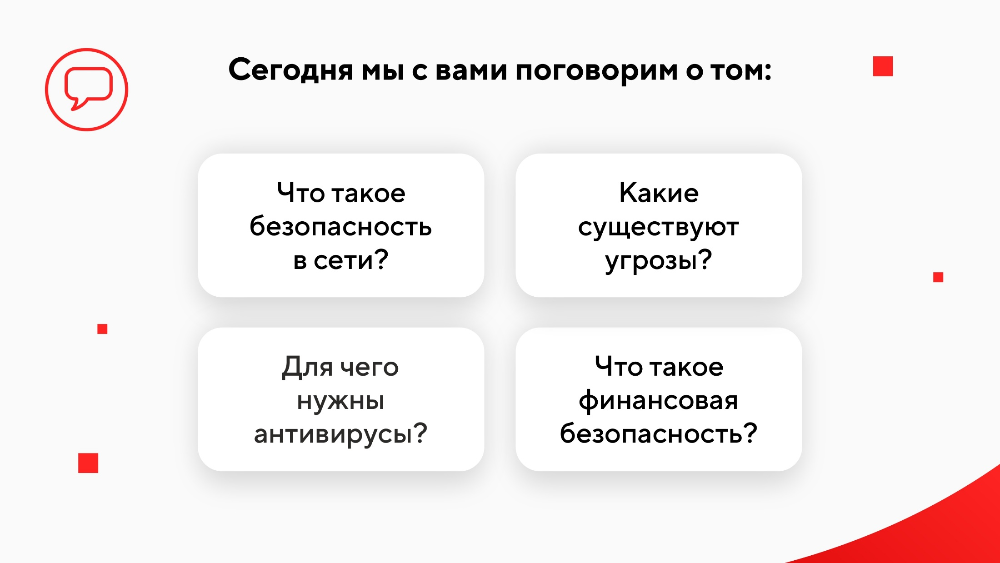 Сегодня мы с вами поговорим о том:
Что такое
безопасность
в сети?
Какие
существуют
угрозы?
Для чего
нужны
антивирусы?
Что такое
финансовая
безопасность?